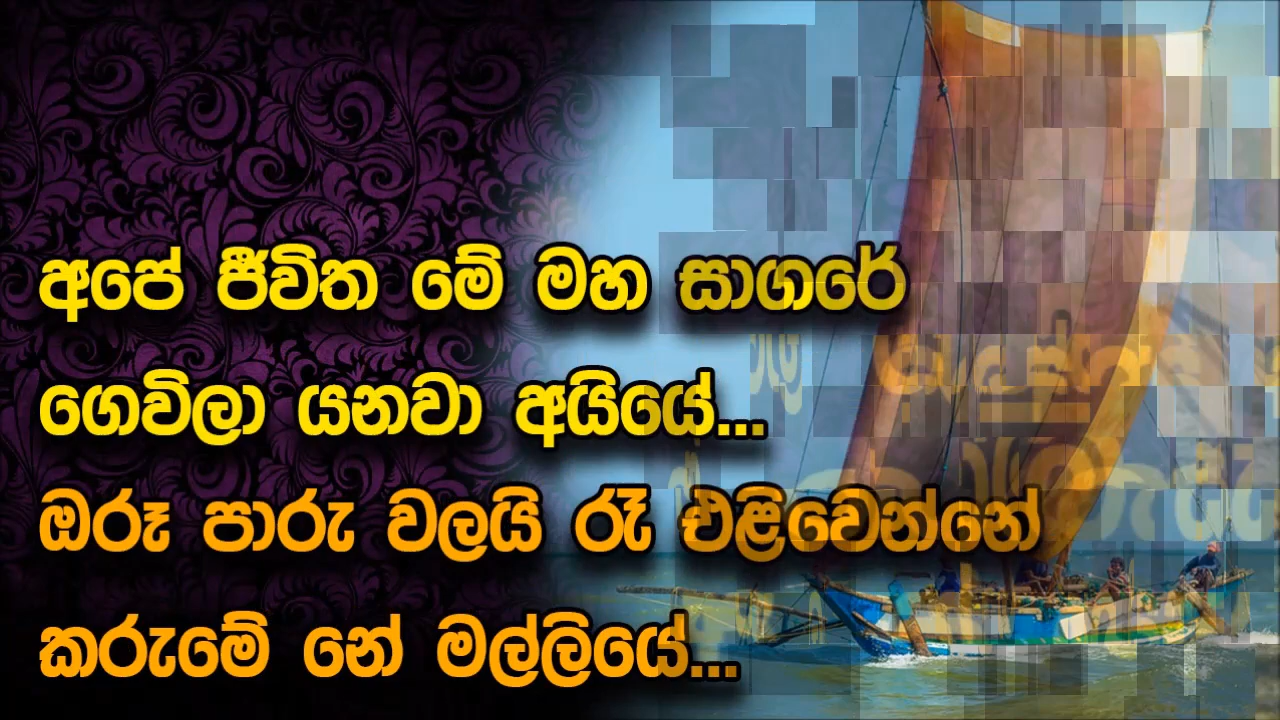 අපේ ජීවිත මේ මහ සාගරේ
ගෙවිලා යනවා අයියේ...
ඔරූ පාරු වලයි රෑ එළිවෙන්නේ
කරුමේ නේ මල්ලියේ...